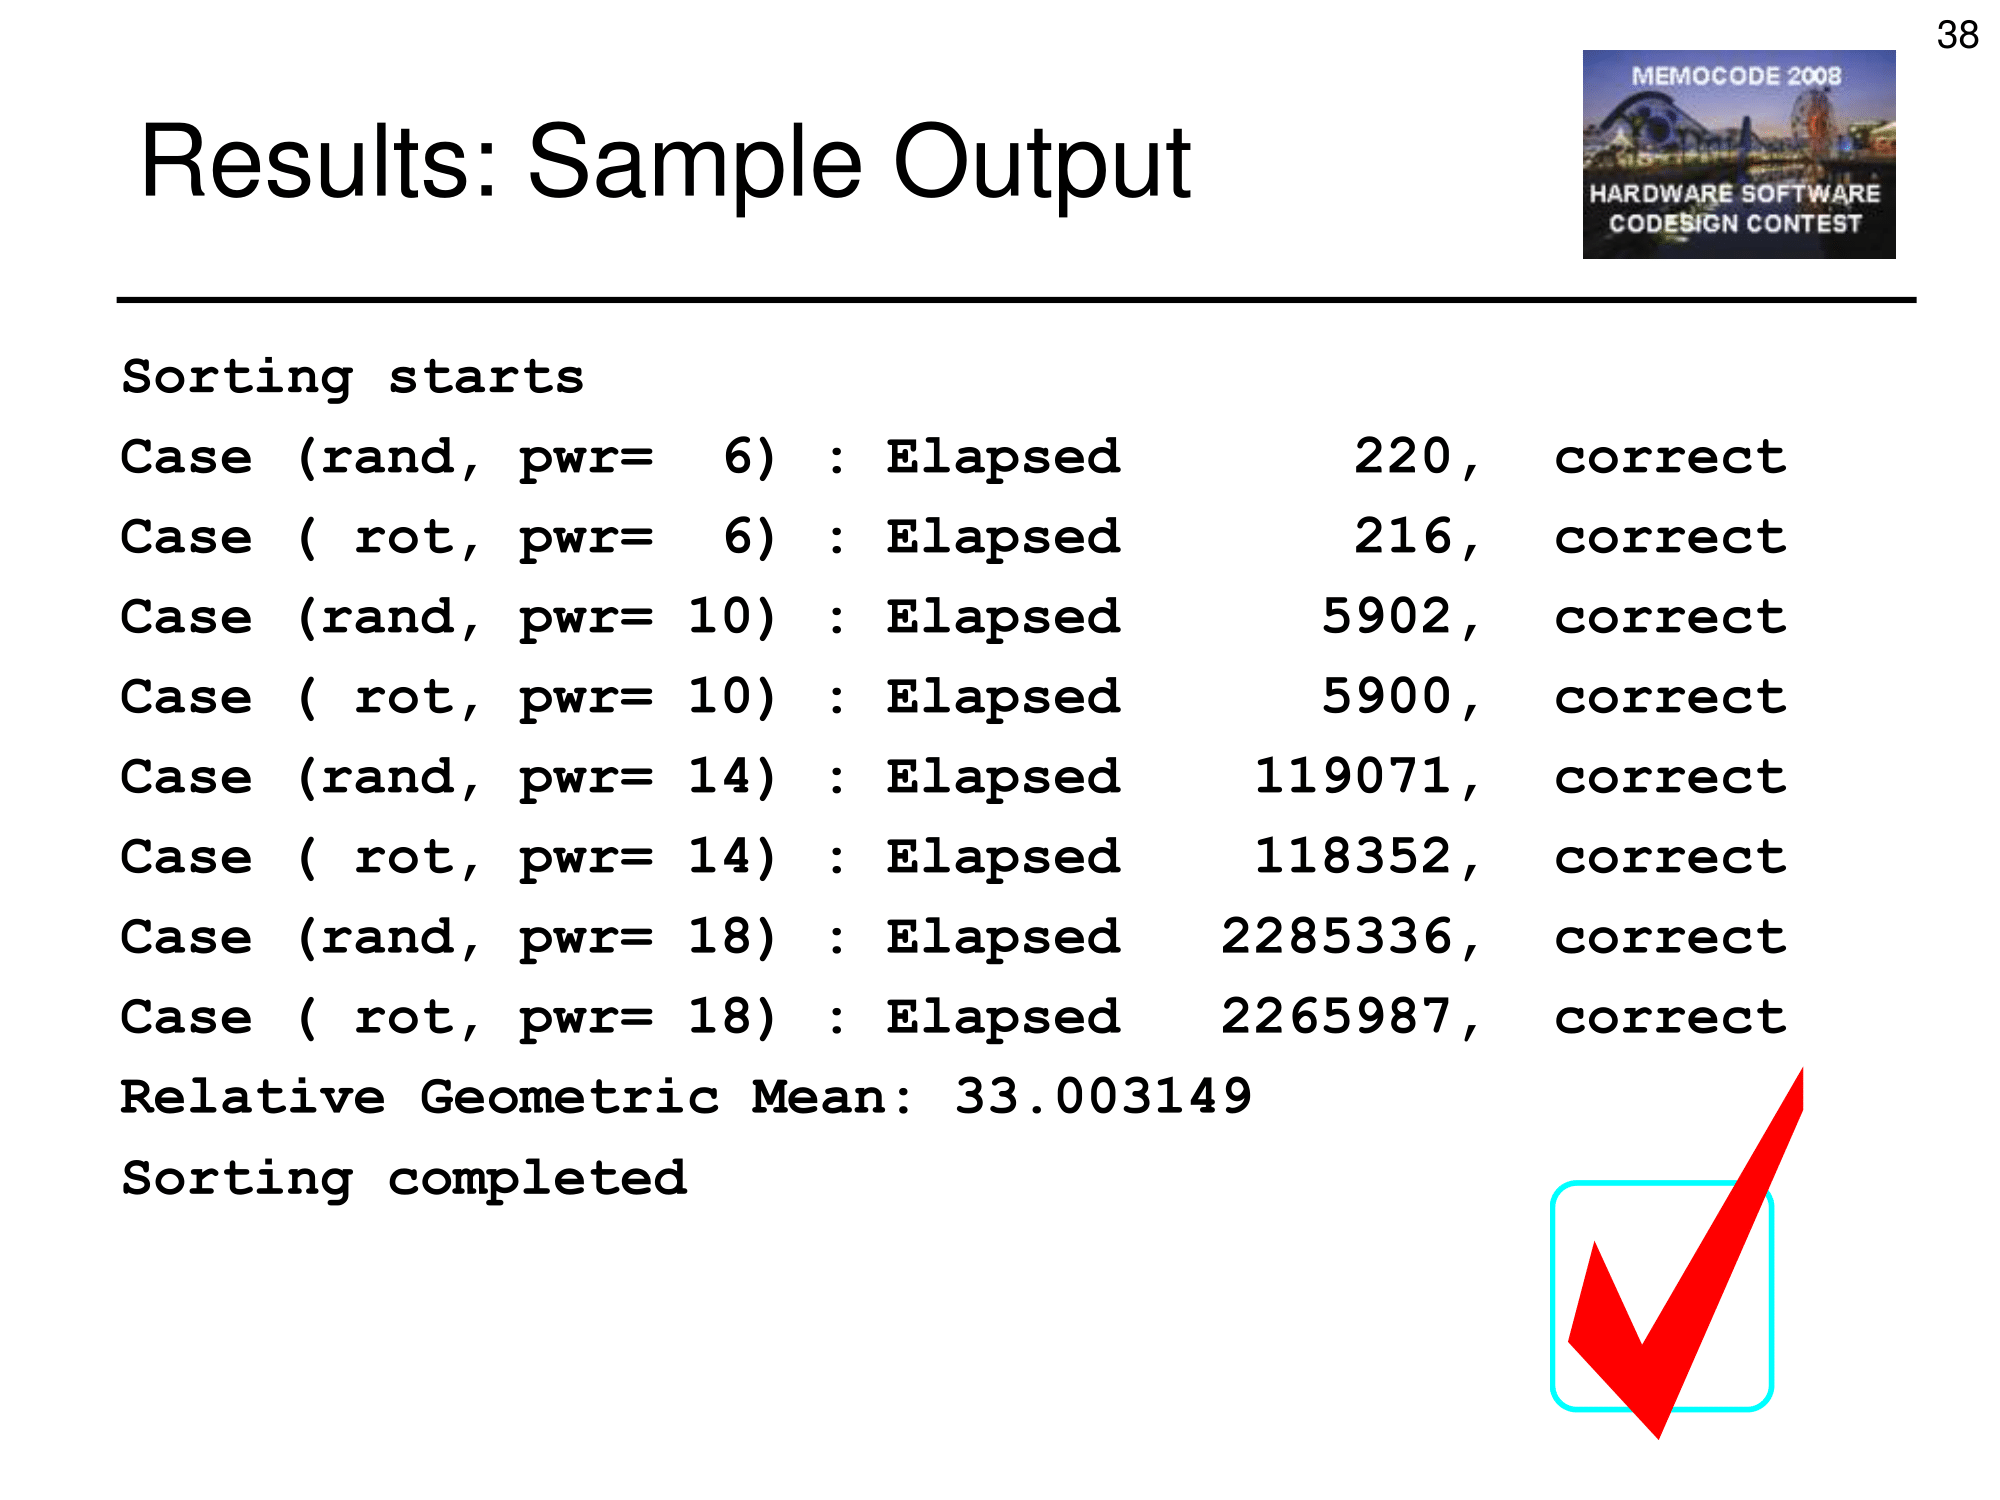 38
MEMOCODE 2008
HARDWARE SOFTWARE
CODESIGN CONTEST
Results: Sample Output
Sorting starts
Case (rand, pwr=  6) : Elapsed       220,  correct
Case ( rot, pwr=  6) : Elapsed       216,  correct
Case (rand, pwr= 10) : Elapsed      5902,  correct
Case ( rot, pwr= 10) : Elapsed      5900,  correct
Case (rand, pwr= 14) : Elapsed    119071,  correct
Case ( rot, pwr= 14) : Elapsed    118352,  correct
Case (rand, pwr= 18) : Elapsed   2285336,  correct
Case ( rot, pwr= 18) : Elapsed   2265987,  correct
Relative Geometric Mean: 33.003149
Sorting completed